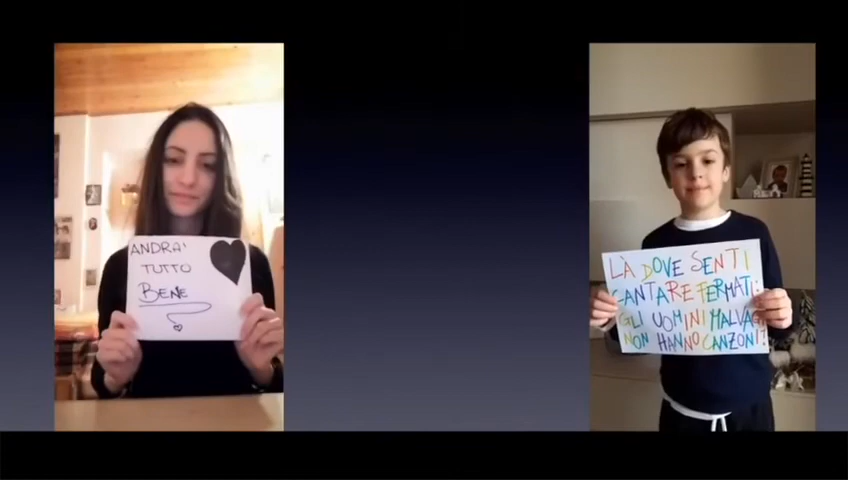 ANDRA'
TUTTO
BENE
LÀ DOVE SENTI
CANTARE FERMATI:
GLI UOMINI MALVAGI
NON HANNO CANZONI!